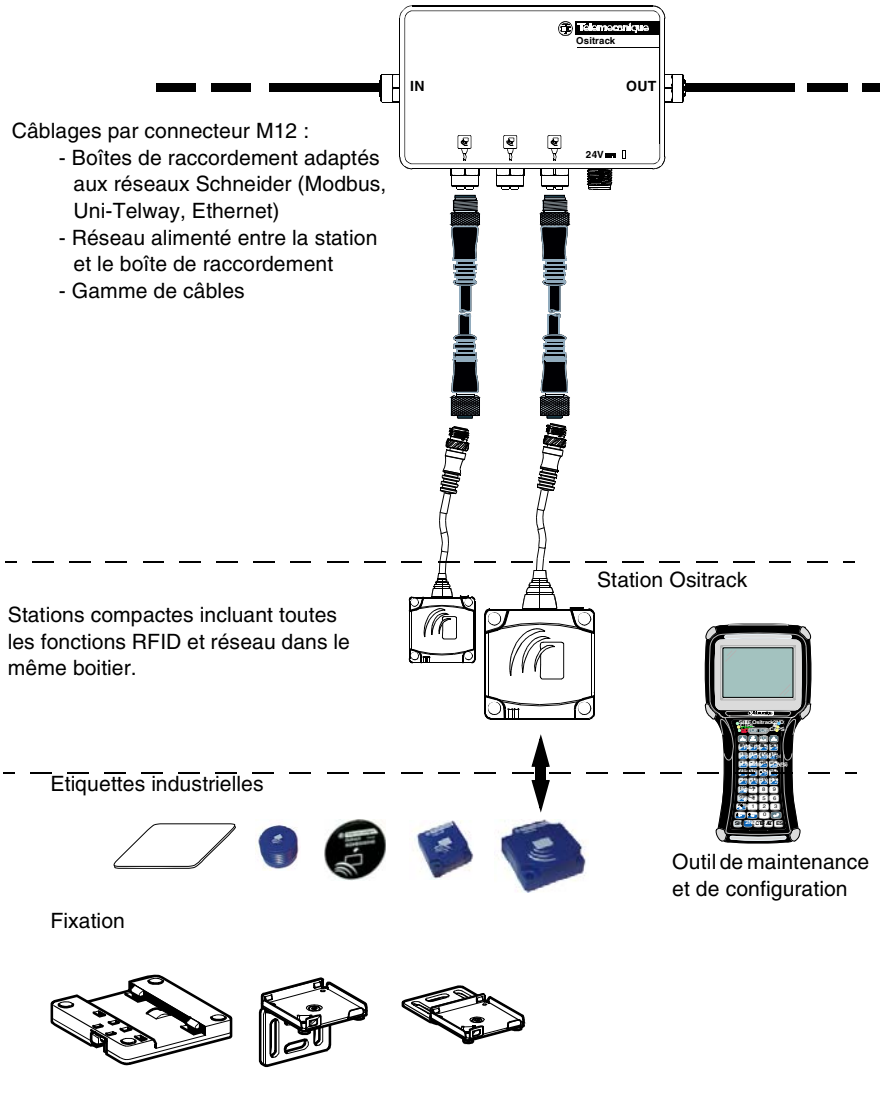 Telemecanique
Ositrack
IN
OUT
24V
Câblages par connecteur M12 :
- Boîtes de raccordement adaptés
aux réseaux Schneider (Modbus,
Uni-Telway, Ethernet)
- Réseau alimenté entre la station
et le boîte de raccordement
- Gamme de câbles
Station Ositrack
Stations compactes incluant toutes
les fonctions RFID et réseau dans le
même boitier.
Etiquettes industrielles
Outil de maintenance
et de configuration
Fixation